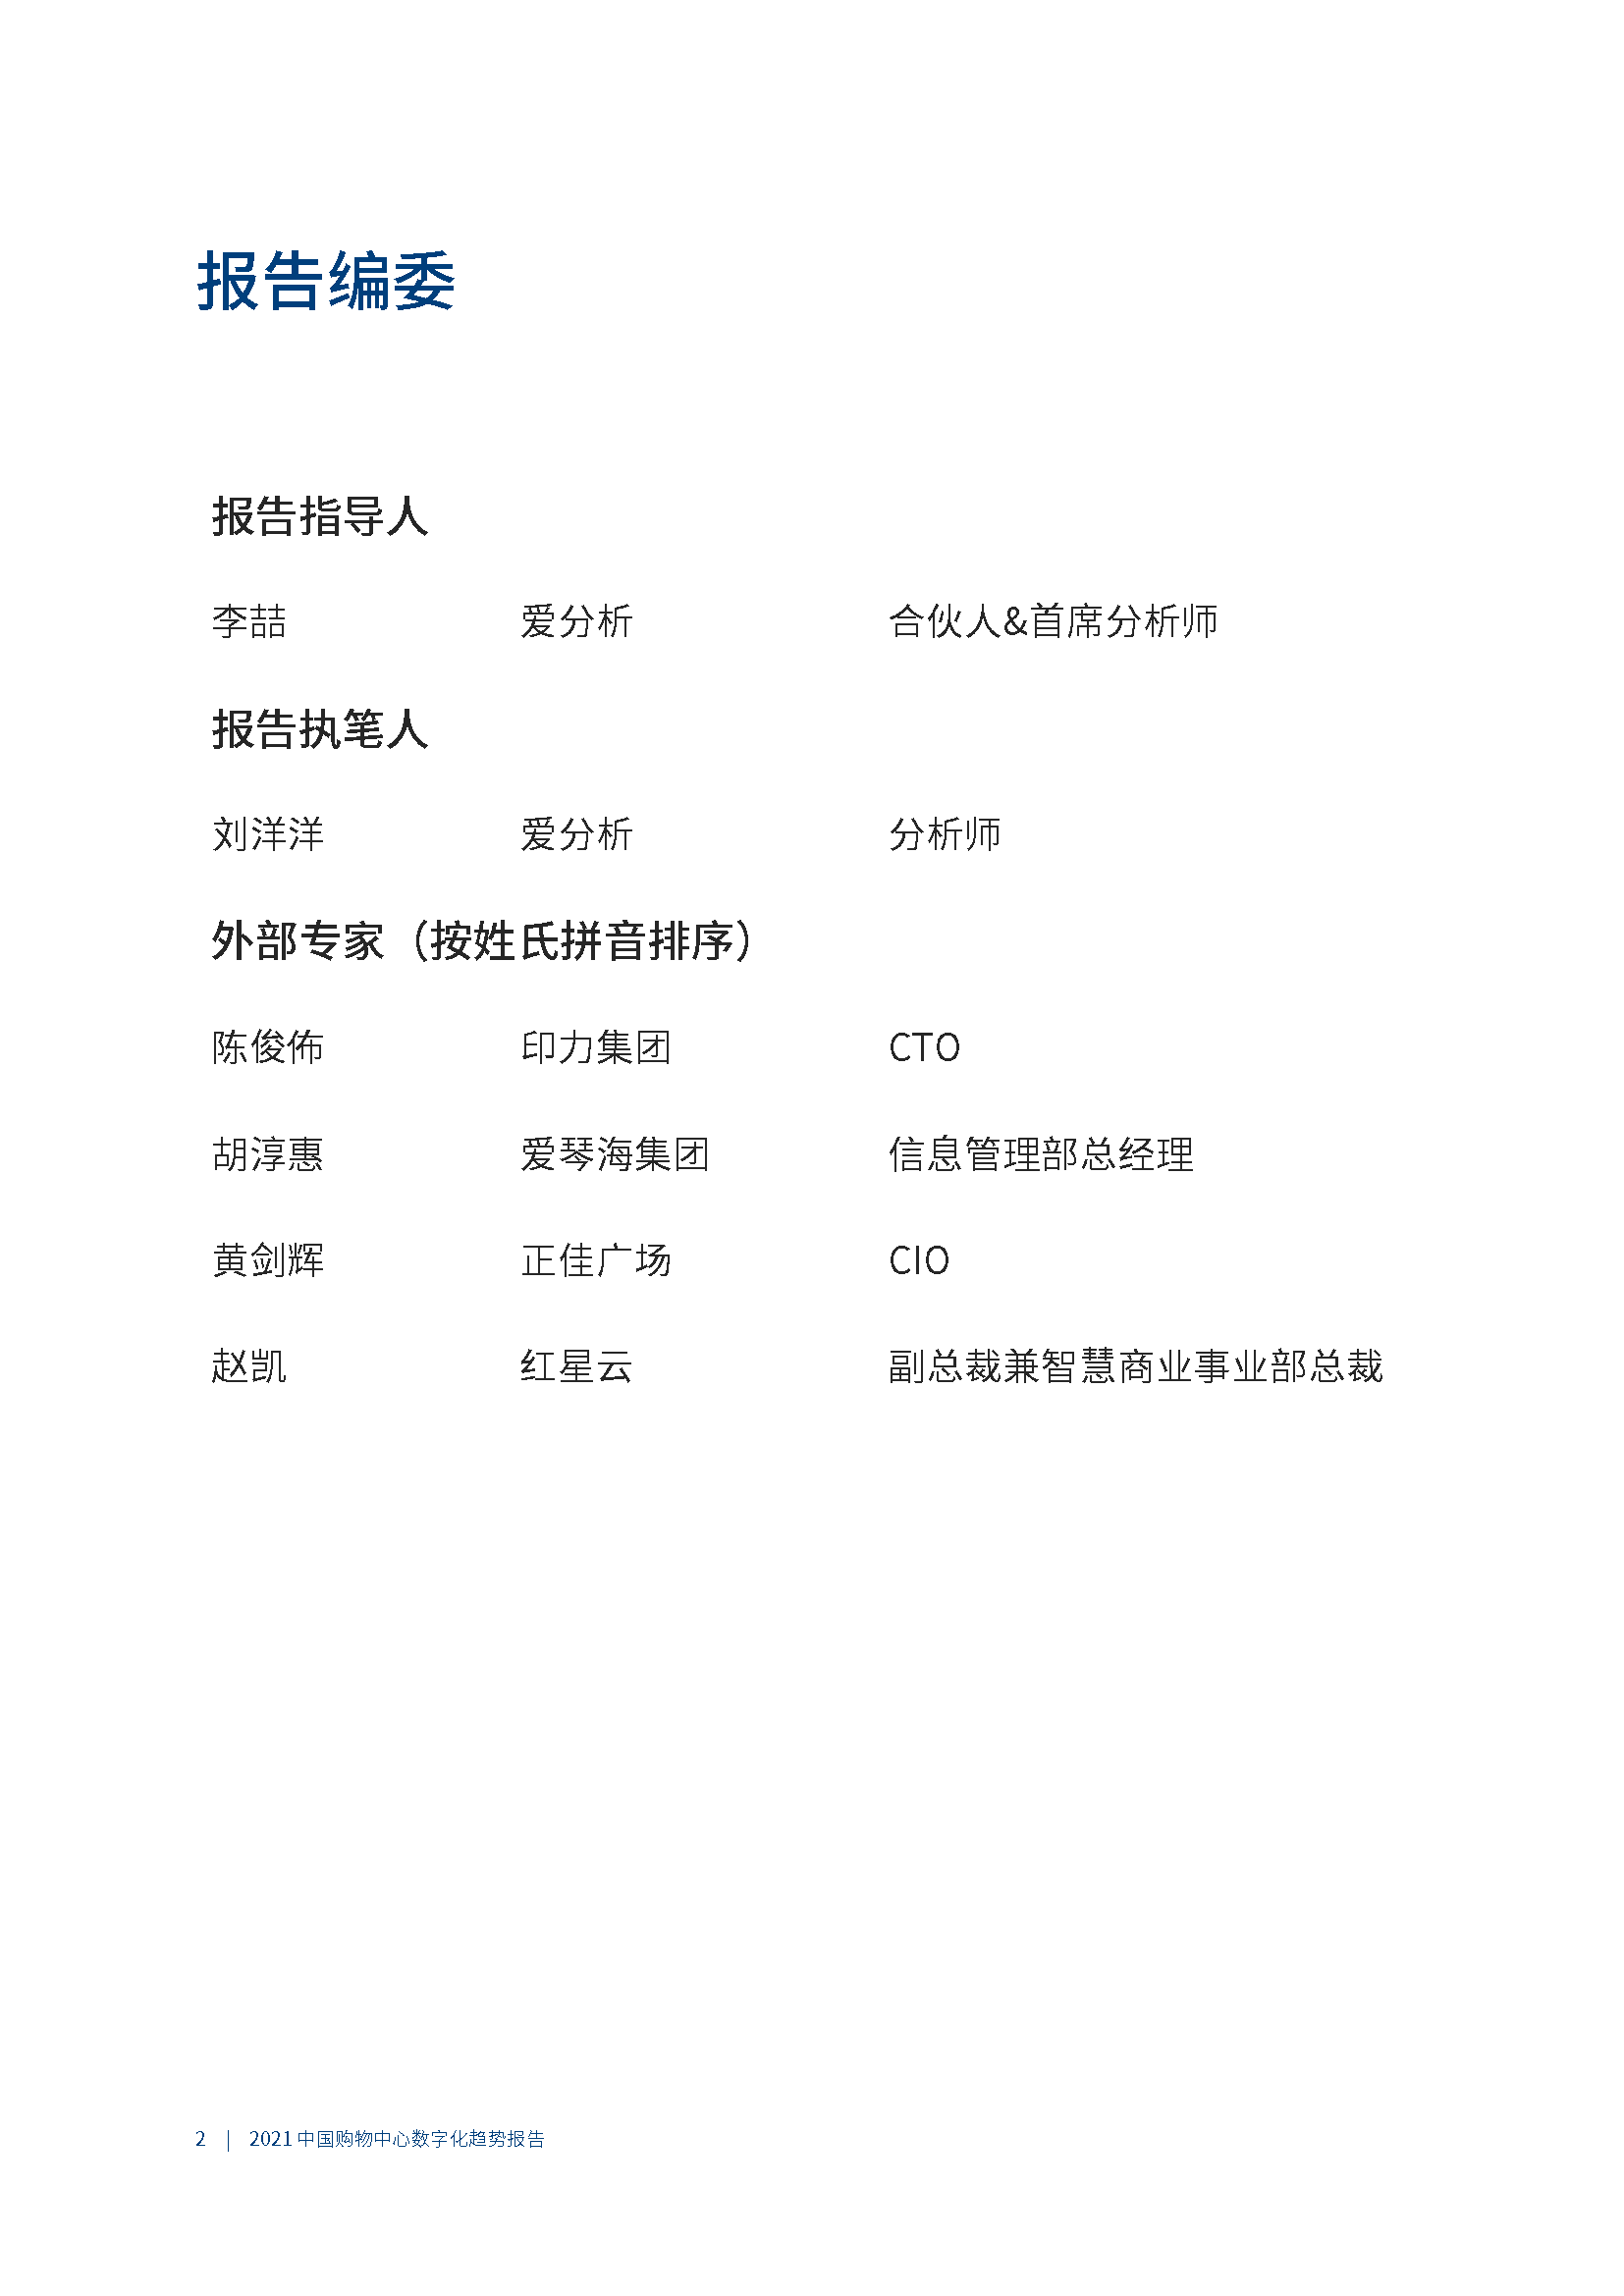 报告编委
报告指导人
李喆 爱分析 合伙人&首席分析师
报告执笔人
刘洋洋 爱分析 分析师
外部专家（按姓氏拼音排序）
陈俊佈 印力集团 CTO
胡淳惠 爱琴海集团 信息管理部总经理
黄剑辉 正佳广场 CIO
赵凯 红星云 副总裁兼智慧商业事业部总裁
2 | 2021 中国购物中心数字化趋势报告